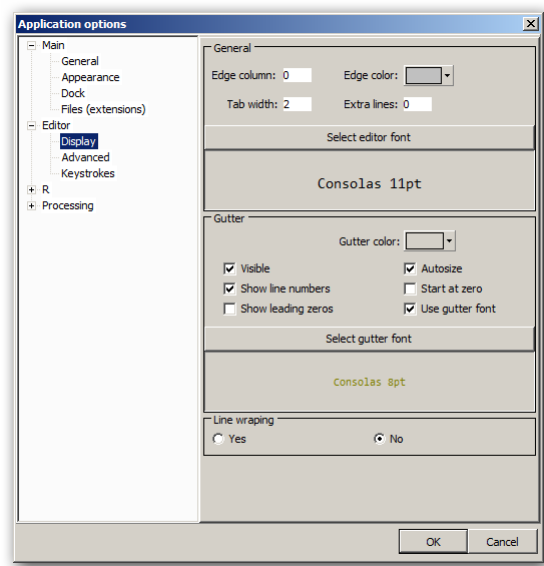 Application options
Main
General
Appearance
Dock
Files (extensions)
Editor
Display
Advanced
Keystrokes
R
Processing
General
Edge column: 0 Edge color:
Tab width: 2 Extra lines: 0
Select editor font
Consolas 11pt
Gutter
Gutter color:
Visible Autosize
Show line numbers Start at zero
Show leading zeros Use gutter font
Select gutter font
Consolas 8pt
Line wraping
Yes No
OK Cancel